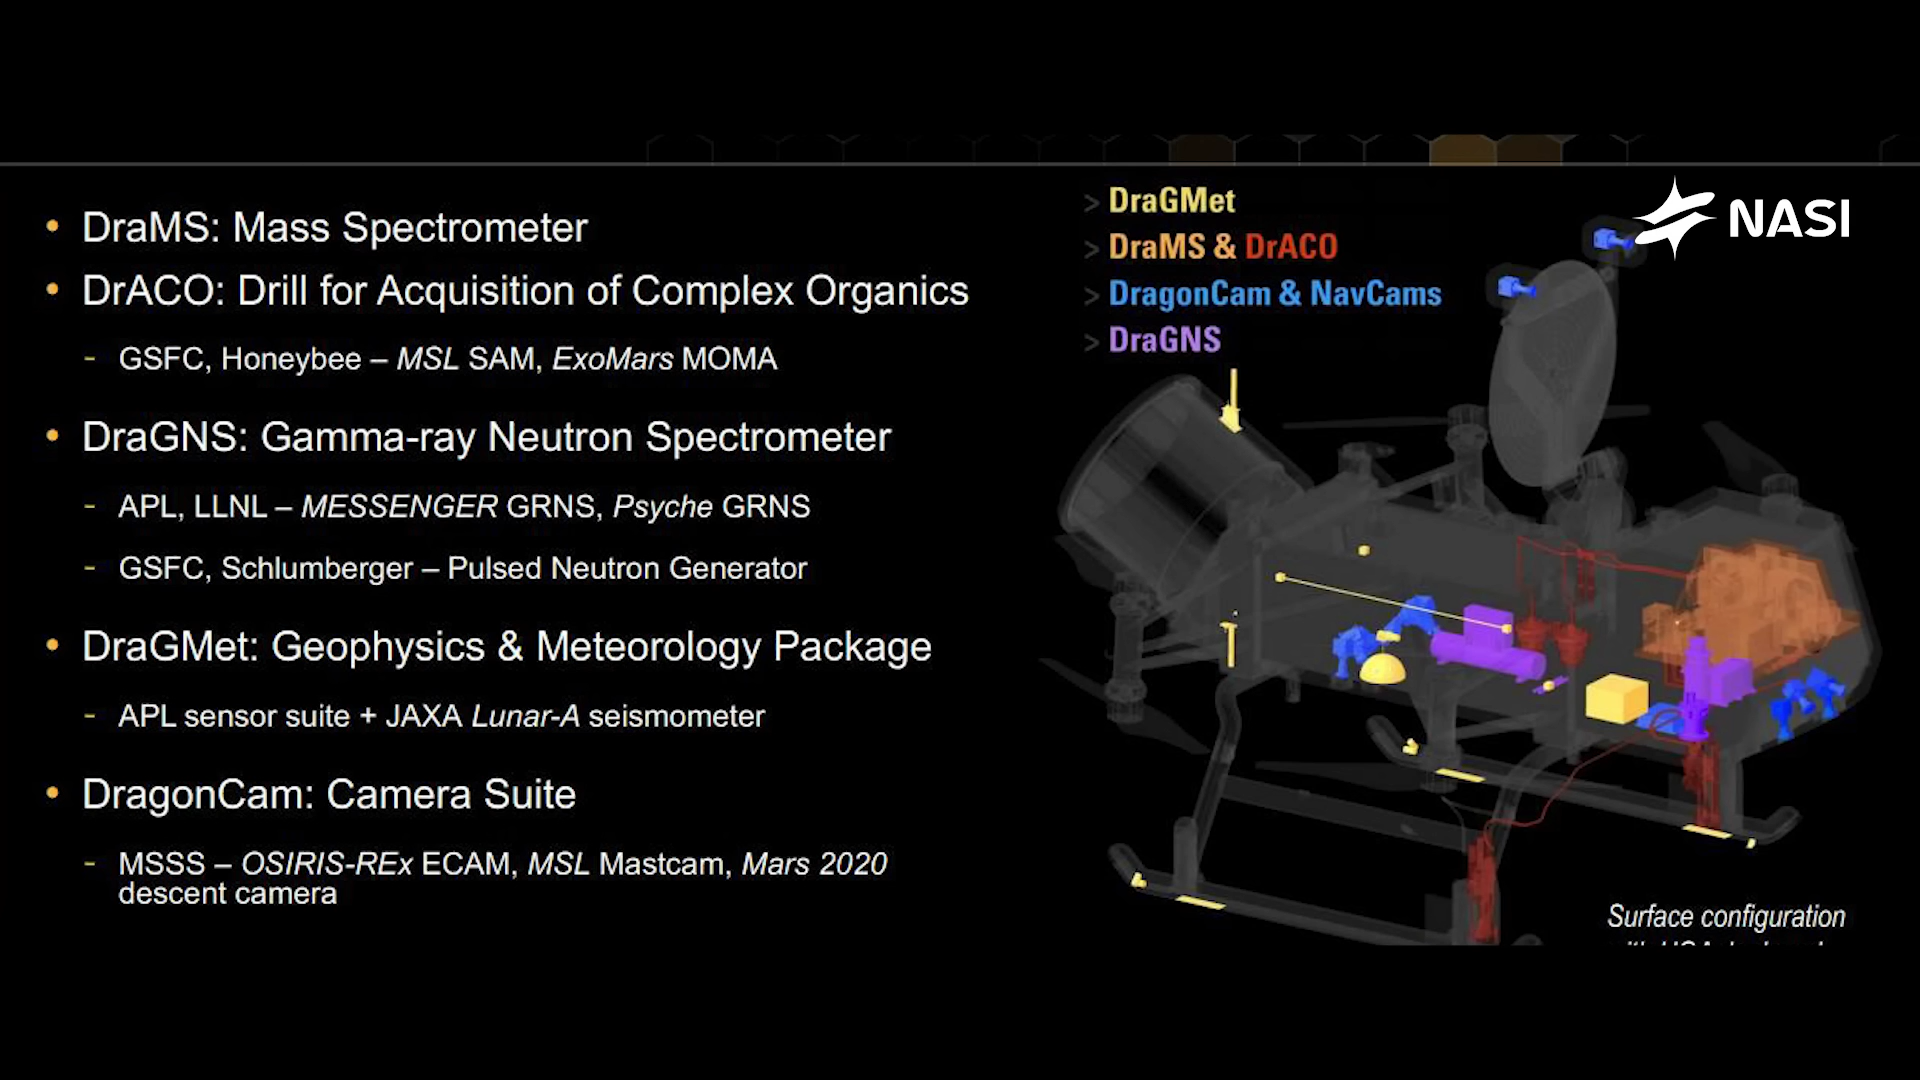 • DraMS: Mass Spectrometer
• DrACO: Drill for Acquisition of Complex Organics
- GSFC, Honeybee – MSL SAM, ExoMars MOMA
• DraGNS: Gamma-ray Neutron Spectrometer
- APL, LLNL – MESSENGER GRNS, Psyche GRNS
- GSFC, Schlumberger – Pulsed Neutron Generator
• DraGMet: Geophysics & Meteorology Package
- APL sensor suite + JAXA Lunar-A seismometer
• DragonCam: Camera Suite
- MSSS – OSIRIS-REx ECAM, MSL Mastcam, Mars 2020
descent camera
> DraGMet
> DraMS & DrACO
> DragonCam & NavCams
> DraGNS
NASI
Surface configuration